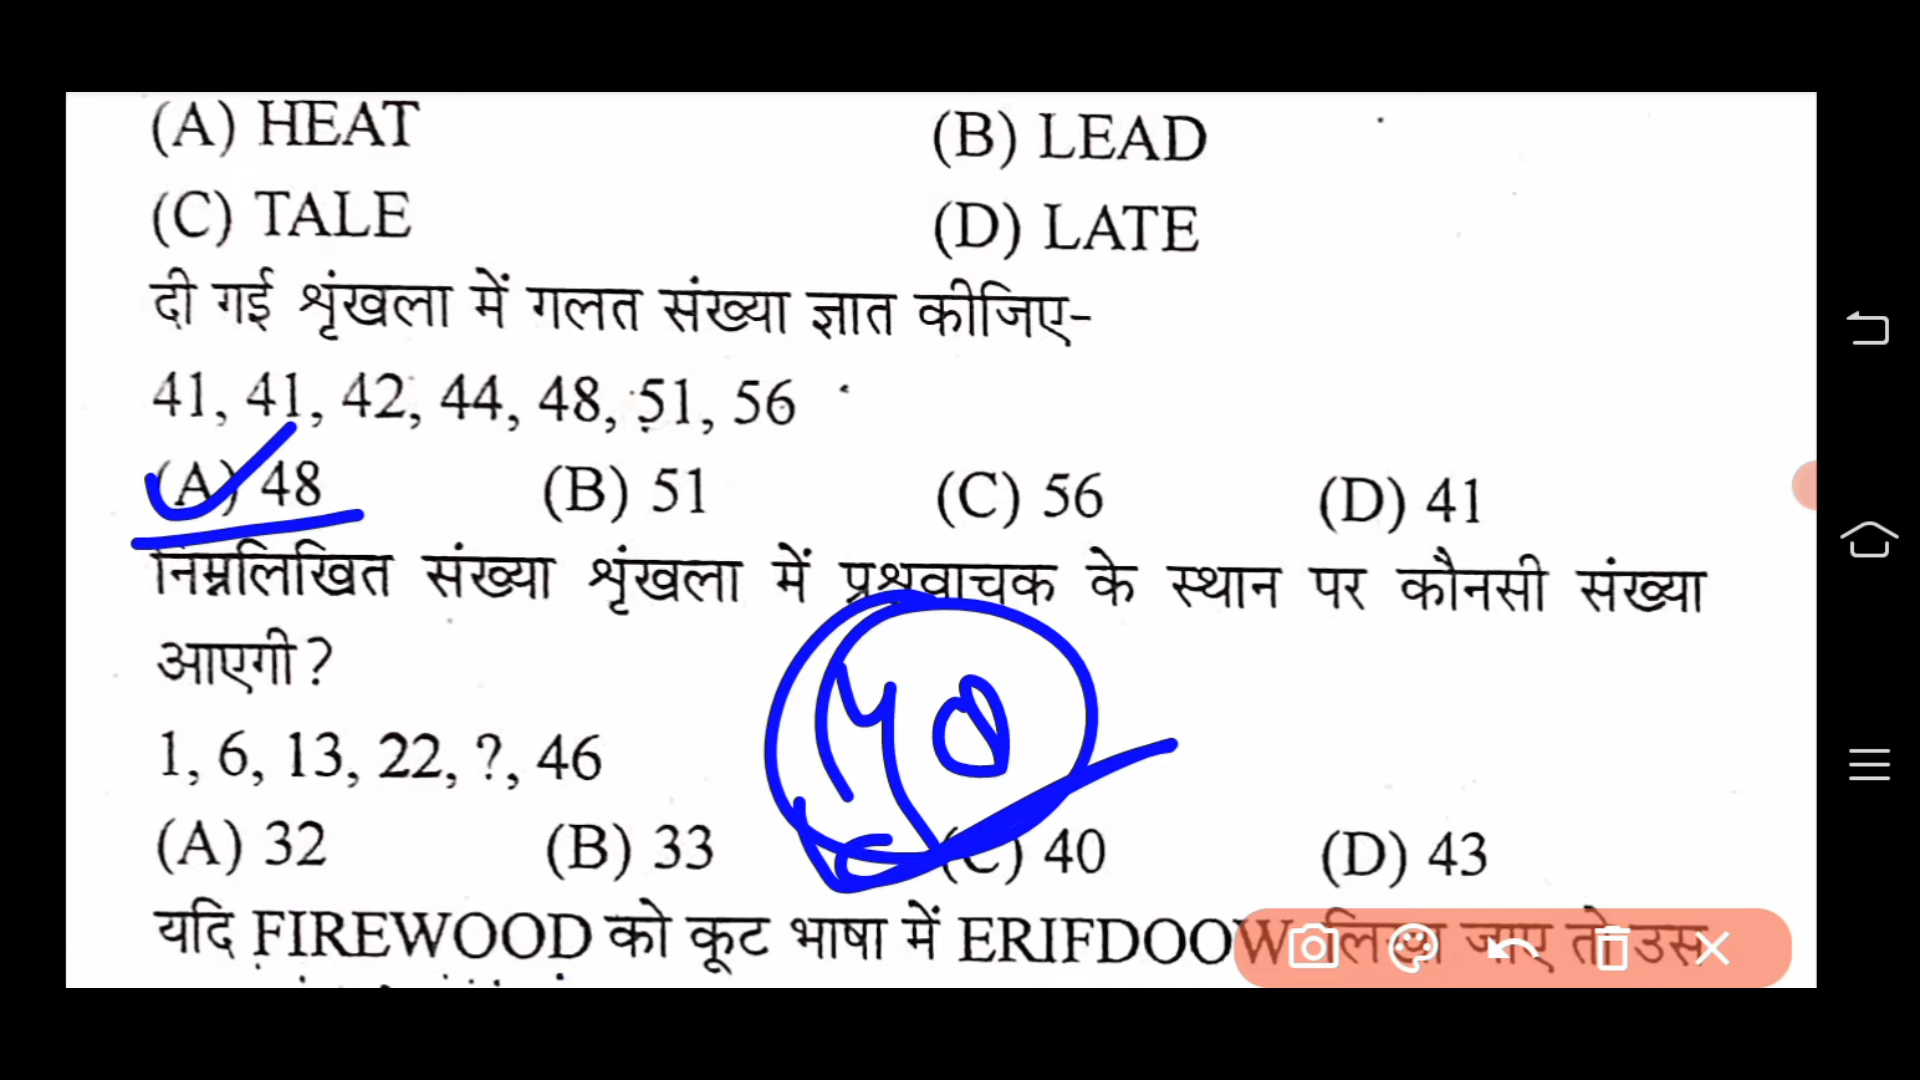 (A) HEAT (B) LEAD
(C) TALE (D) LATE
दी गई शृंखला में गलत संख्या ज्ञात कीजिए-
41, 41, 42, 44, 48, 51, 56
(A) 48 (B) 51 (C) 56 (D) 41
निम्नलिखित संख्या शृंखला में प्रश्नवाचक के स्थान पर कौनसी संख्या
आएगी?
1, 6, 13, 22, ?, 46
(A) 32 (B) 33 (C) 40 (D) 43
यदि FIREWOOD को कूट भाषा में ERIFDOOW लिखा जाए तो उस